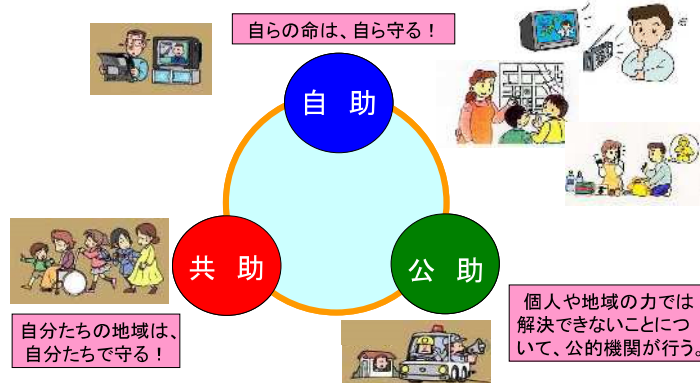 自らの命は、自ら守る！
自 助
共 助
公 助
自分たちの地域は、
自分たちで守る！
個人や地域の力では
解決できないことにつ
いて、公的機関が行う。